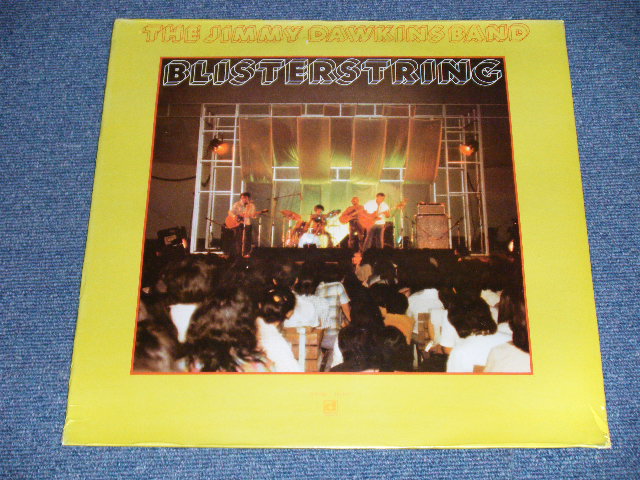 THE JIMMY DAWKINS BAND
BLISTERSTRING
d